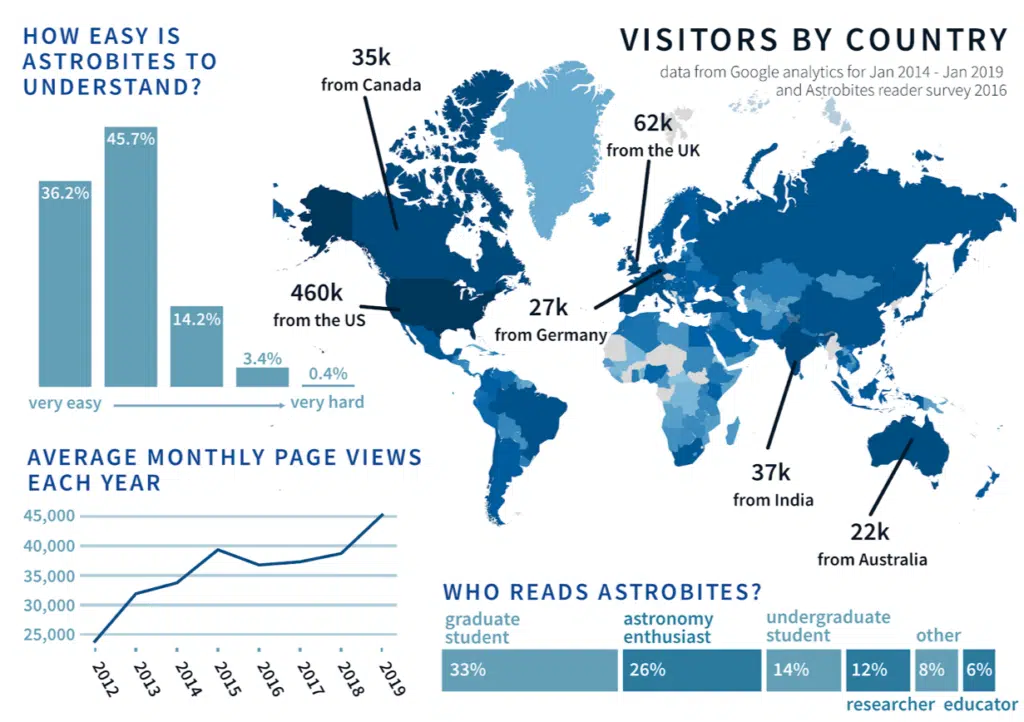 HOW EASY IS
ASTROBITES TO
UNDERSTAND?
36.2%
45.7%
14.2%
3.4%
0.4%
very easy
very hard
VISITORS BY COUNTRY
data from Google analytics for Jan 2014 - Jan 2019
and Astrobites reader survey 2016
35k
from Canada
62k
from the UK
460k
from the US
27k
from Germany
37k
from India
22k
from Australia
AVERAGE MONTHLY PAGE VIEWS
EACH YEAR
45,000
40,000
35,000
30,000
25,000
2012
2013
2014
2015
2016
2017
2018
2019
WHO READS ASTROBITES?
graduate
student
astronomy
enthusiast
undergraduate
student
other
33%
26%
14%
12%
8%
6%
researcher
educator